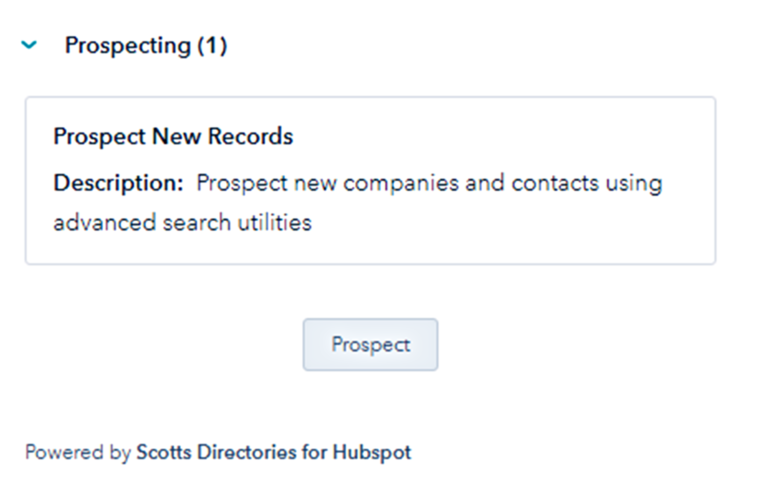 Prospecting (1)
Prospect New Records
Description: Prospect new companies and contacts using
advanced search utilities
Prospect
Powered by Scotts Directories for Hubspot